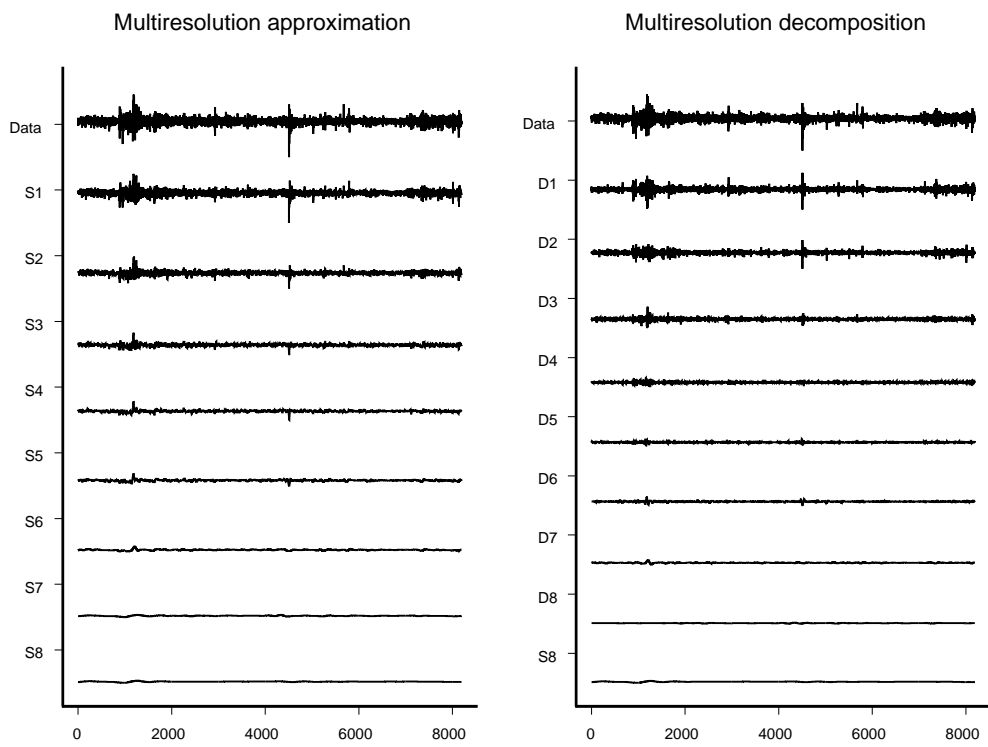 Multiresolution approximation
Data
S1
S2
S3
S4
S5
S6
S7
S8
0 2000 4000 6000 8000
Multiresolution decomposition
Data
D1
D2
D3
D4
D5
D6
D7
D8
S8
0 2000 4000 6000 8000